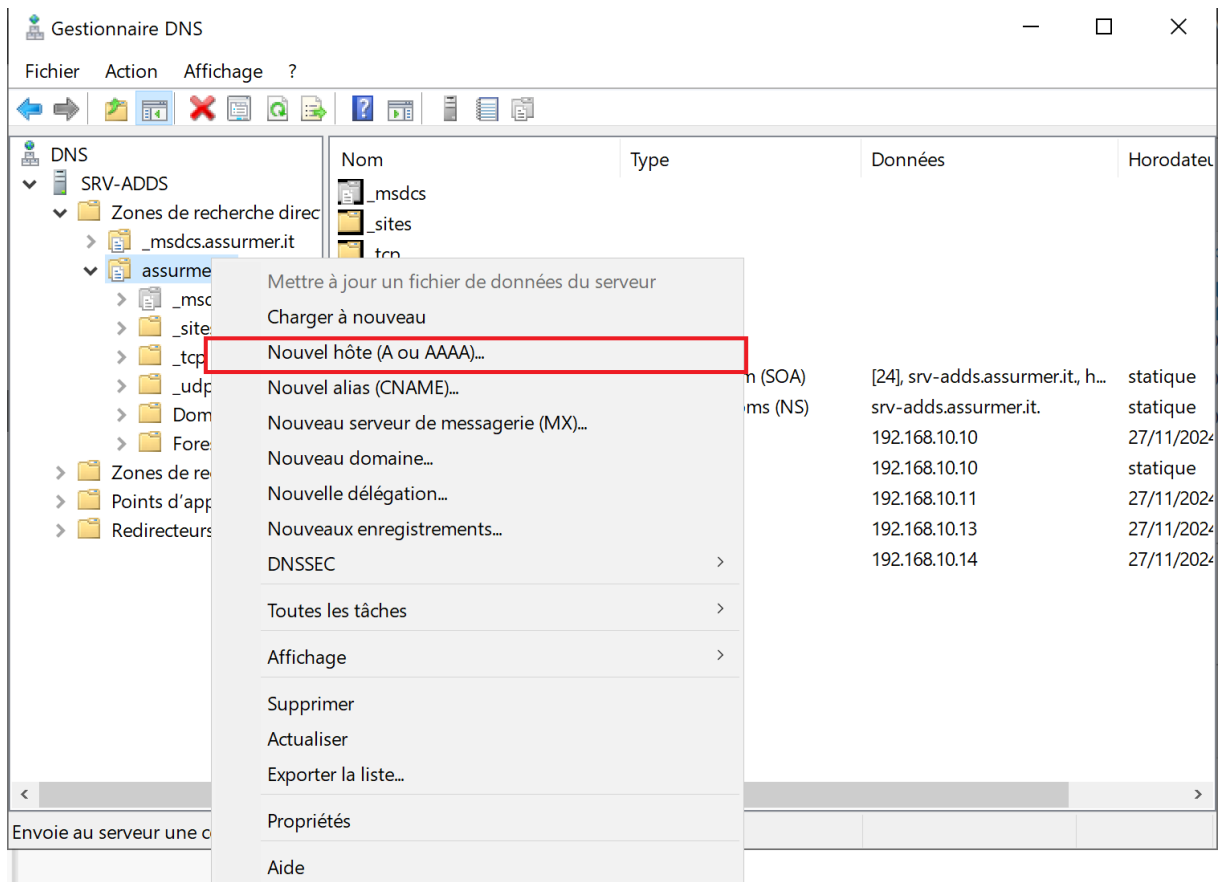 Gestionnaire DNS
Fichier Action Affichage ?
DNS
SRV-ADDS
Zones de recherche direc
_msdcs.assurmer.it
assurme
_msd
_sites
_tcp
_udp
Dom
Fore
Zones de re
Points d'app
Redirecteurs
Nom Type Données Horodateu
_msdcs
_sites
_tcp
m (SOA) [24], srv-adds.assurmer.it., h... statique
ms (NS) srv-adds.assurmer.it. statique
192.168.10.10 27/11/2024
192.168.10.10 statique
192.168.10.11 27/11/2024
192.168.10.13 27/11/2024
192.168.10.14 27/11/2024
Mettre à jour un fichier de données du serveur
Charger à nouveau
Nouvel hôte (A ou AAAA)...
Nouvel alias (CNAME)...
Nouveau serveur de messagerie (MX)...
Nouveau domaine...
Nouvelle délégation...
Nouveaux enregistrements...
DNSSEC
Toutes les tâches
Affichage
Supprimer
Actualiser
Exporter la liste...
Propriétés
Aide
Envoie au serveur une c